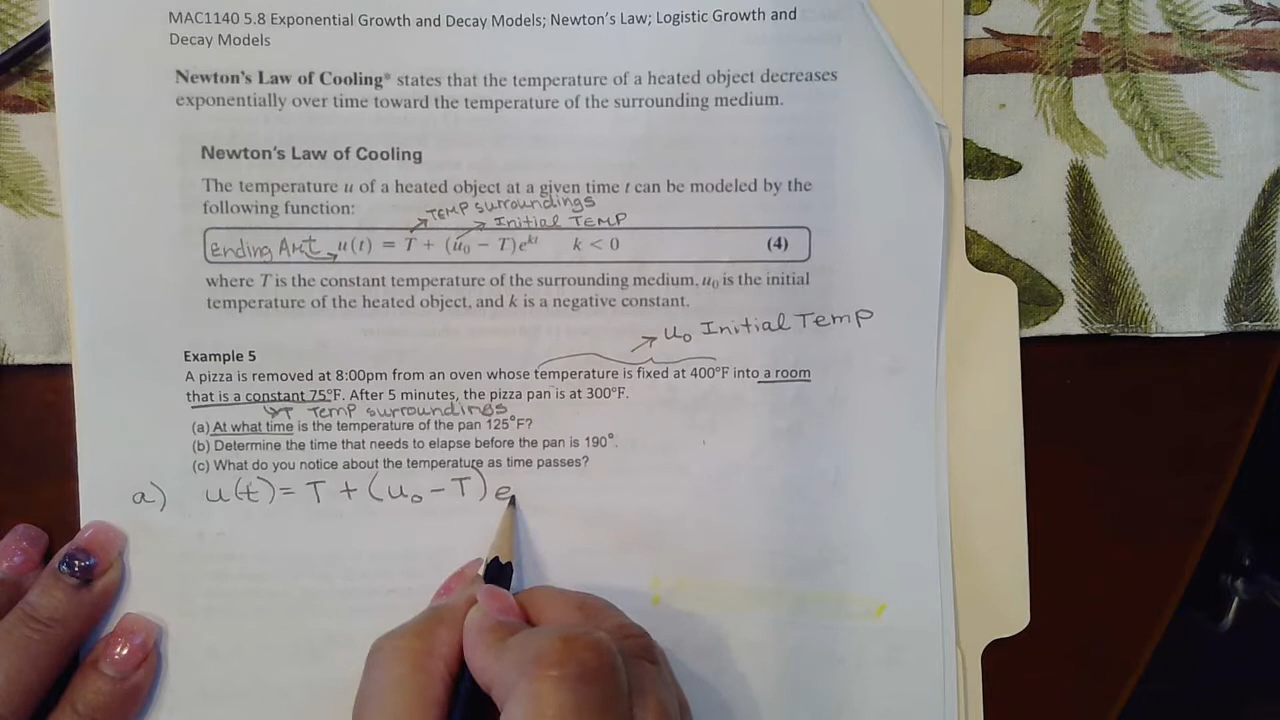 MAC1140 5.8 Exponential Growth and Decay Models; Newton's Law; Logistic Growth and
Decay Models
Newton's Law of Cooling* states that the temperature of a heated object decreases
exponentially over time toward the temperature of the surrounding medium.
Newton's Law of Cooling
The temperature u of a heated object at a given time t can be modeled by the
following function:
TEMP surroundings
Initial TEMP
Ending Amt u(t) = T + (u₀ − T)eᵏᵗ k < 0 (4)
where T is the constant temperature of the surrounding medium, u₀ is the initial
temperature of the heated object, and k is a negative constant.
u₀ Initial Temp
Example 5
A pizza is removed at 8:00pm from an oven whose temperature is fixed at 400°F into a room
that is a constant 75°F. After 5 minutes, the pizza pan is at 300°F.
T Temp surroundings
(a) At what time is the temperature of the pan 125°F?
(b) Determine the time that needs to elapse before the pan is 190°.
(c) What do you notice about the temperature as time passes?
a) u(t) = T + (u₀ − T) e